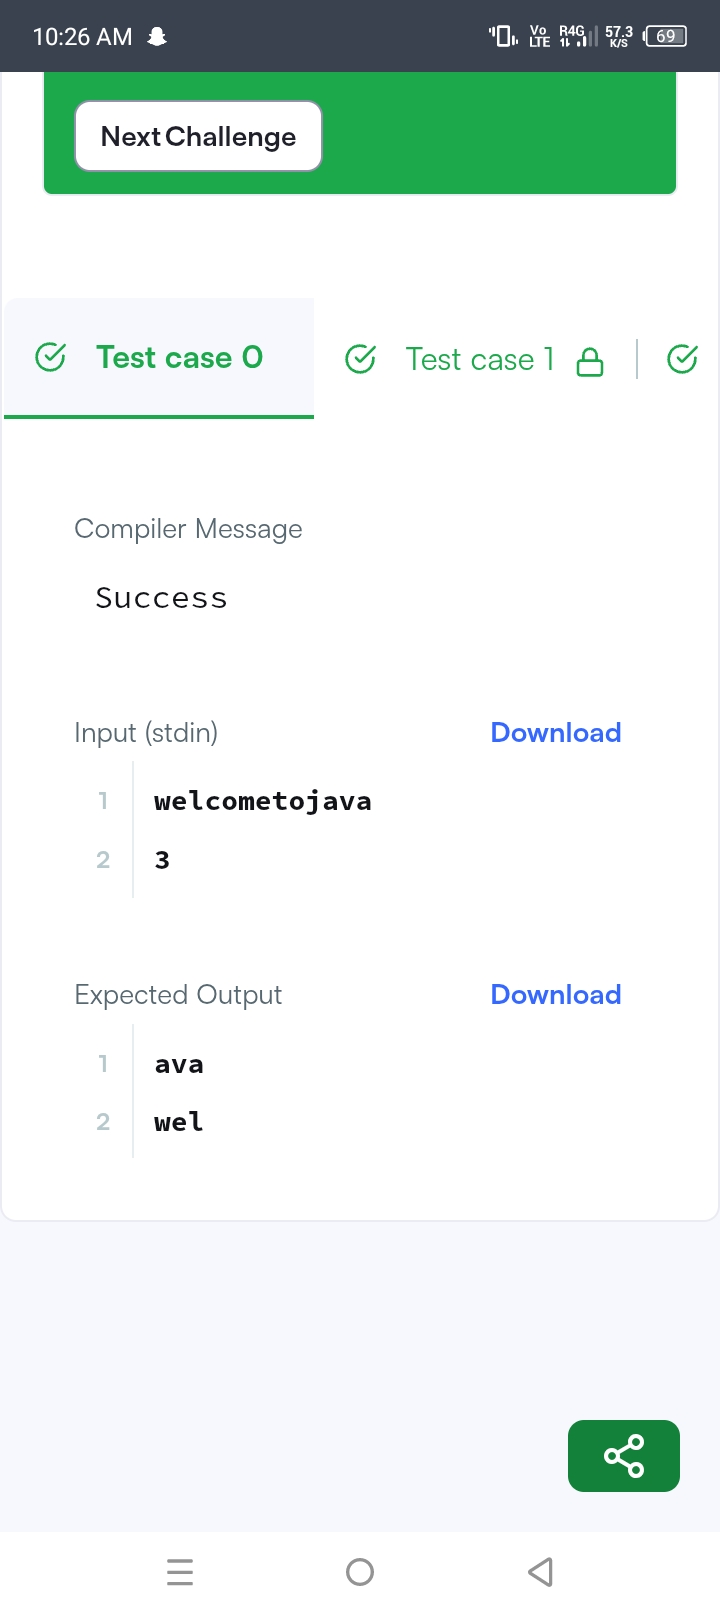 10:26 AM Vo LTE R4G 57.3 K/S 69
Next Challenge
Test case 0 Test case 1
Compiler Message
Success
Input (stdin) Download
1 welcometojava
2 3
Expected Output Download
1 ava
2 wel